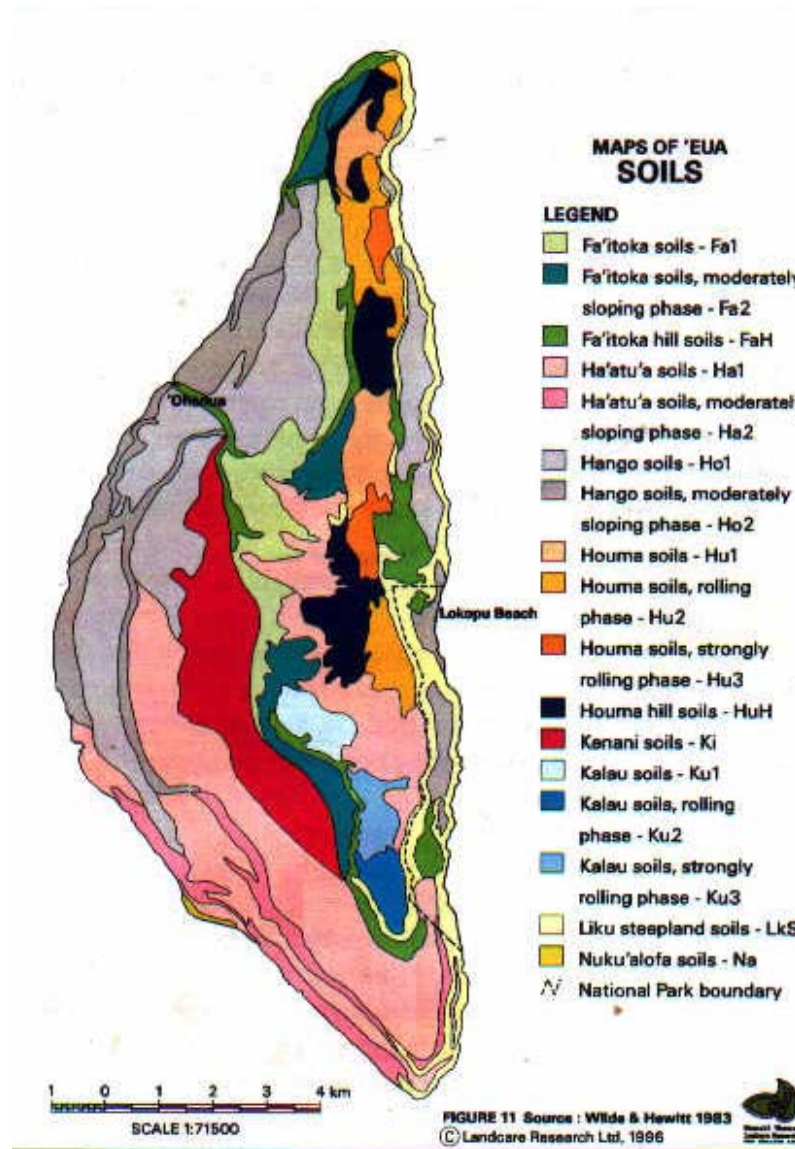 MAPS OF 'EUA
SOILS
LEGEND
Fa'itoka soils - Fa1
Fa'itoka soils, moderately
sloping phase - Fa2
Fa'itoka hill soils - FaH
Ha'atu'a soils - Ha1
Ha'atu'a soils, moderately
sloping phase - Ha2
Hango soils - Ho1
Hango soils, moderately
sloping phase - Ho2
Houma soils - Hu1
Houma soils, rolling
phase - Hu2
Houma soils, strongly
rolling phase - Hu3
Houma hill soils - HuH
Kenani soils - Ki
Kalau soils - Ku1
Kalau soils, rolling
phase - Ku2
Kalau soils, strongly
rolling phase - Ku3
Liku steepland soils - LkS
Nuku'alofa soils - Na
National Park boundary
'Ohonua
Lokopu Beach
1 0 1 2 3 4 km
SCALE 1:71500
FIGURE 11 Source : Wilde & Hewitt 1983
© Landcare Research Ltd, 1996